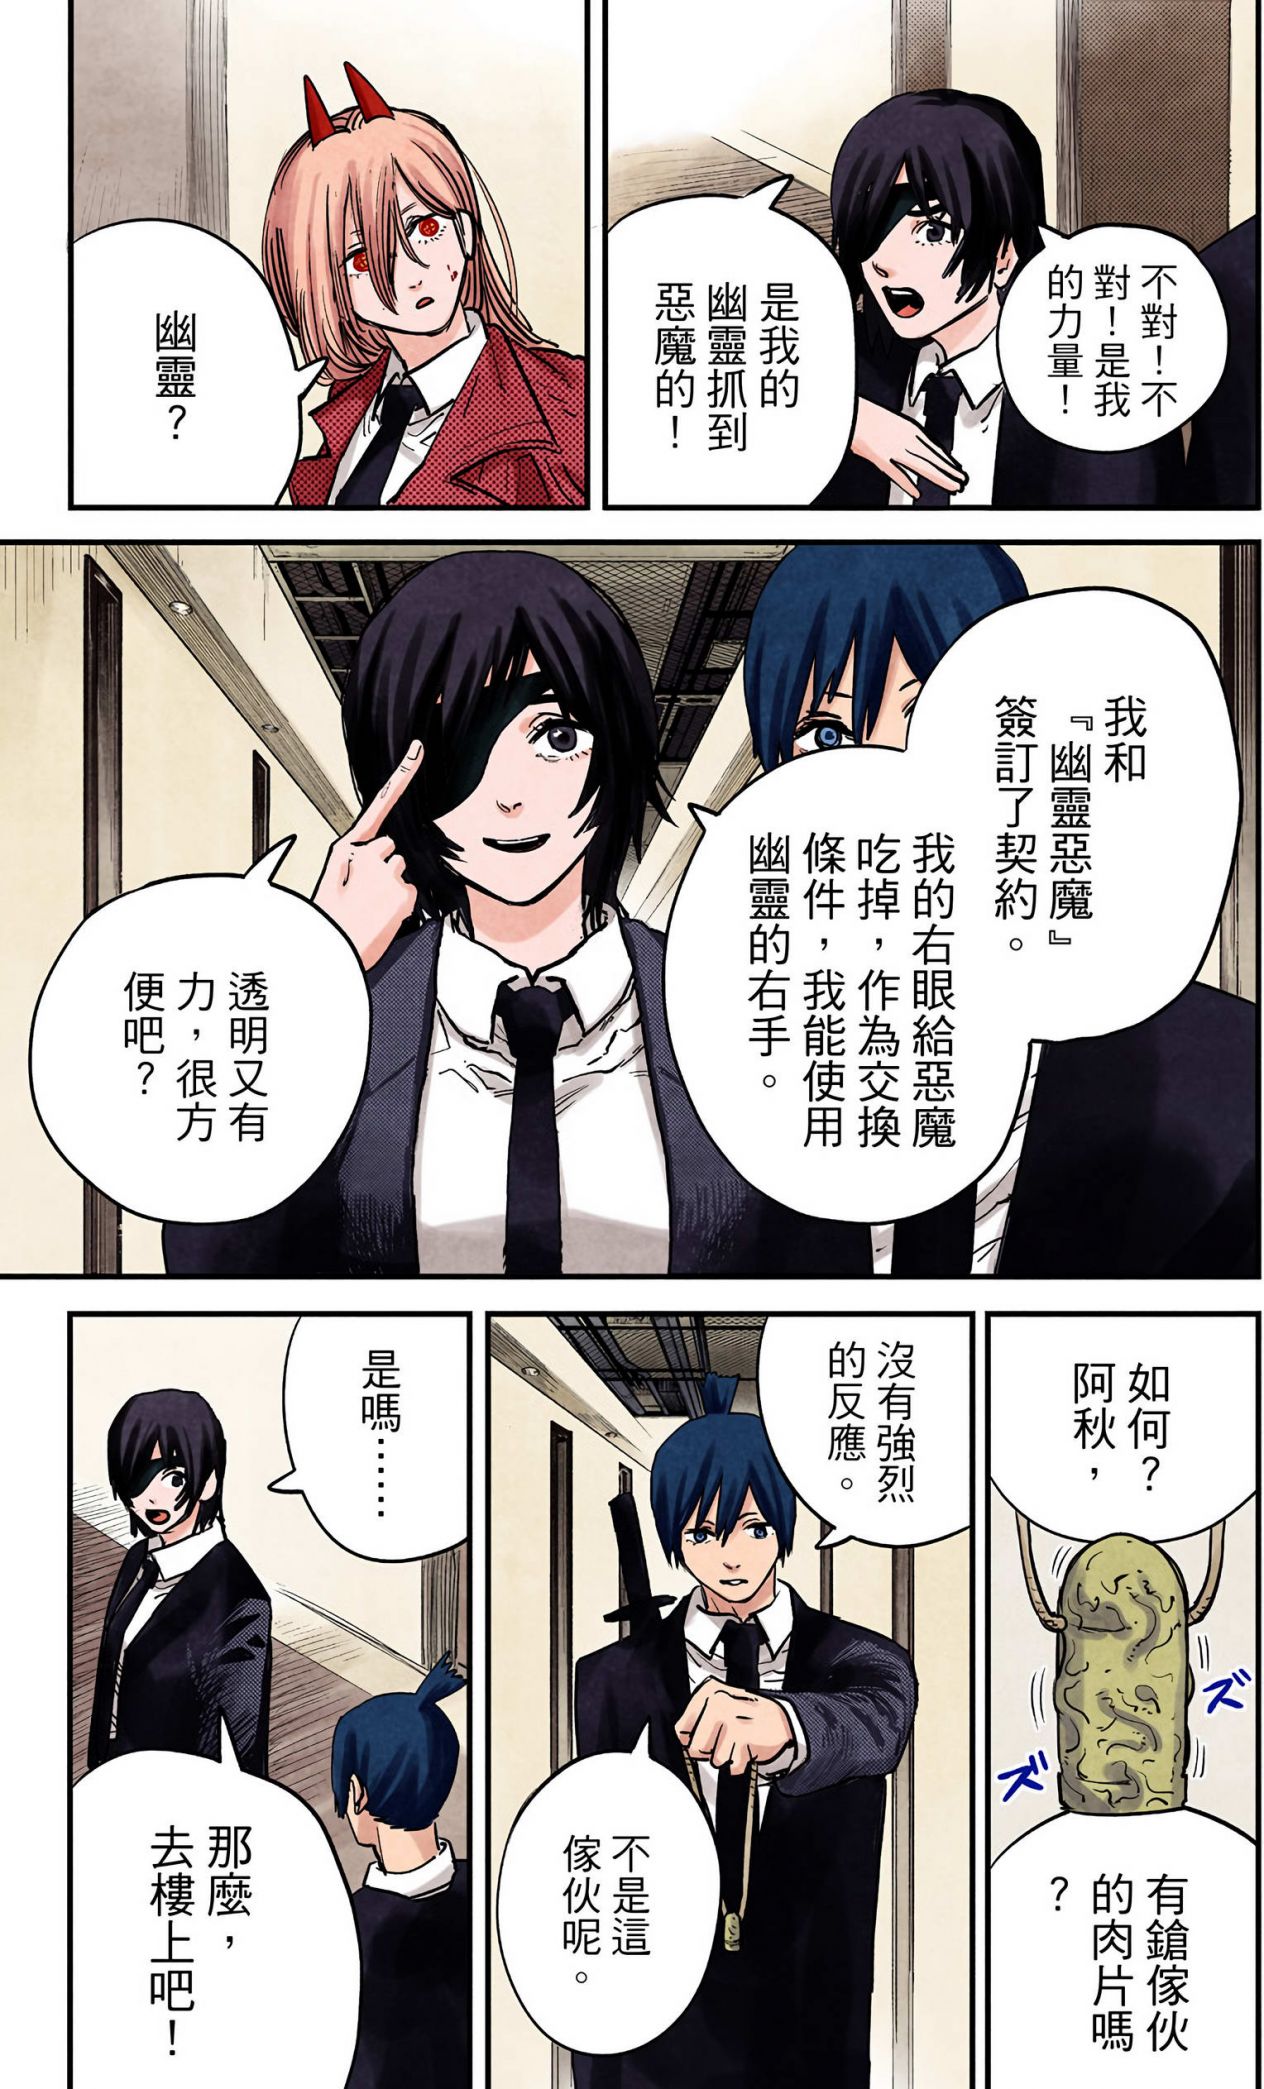 不對！不
對！是我
的力量！
是我的
幽靈抓到
惡魔的！
幽靈？
我和
『幽靈惡魔』
簽訂了契約。
我的右眼給惡魔
吃掉，作為交換
條件，我能使用
幽靈的右手。
透明又有
力，很方
便吧？
如何？
阿秋，
ズ
ズ
有鎗傢伙
的肉片嗎
？
沒有強烈
的反應。
不是這
傢伙呢。
是嗎……
那麼，
去樓上吧！